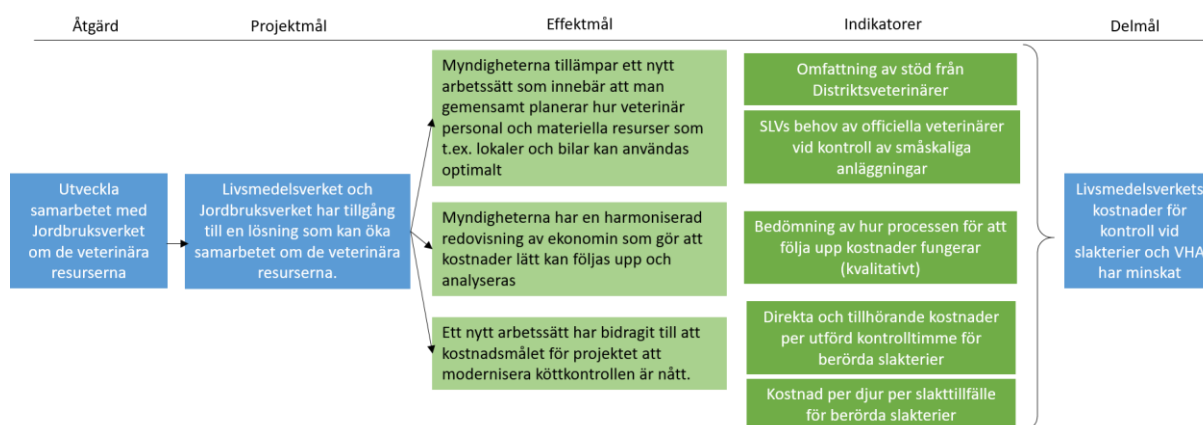 Åtgärd
Projektmål
Effektmål
Indikatorer
Delmål
Utveckla
samarbetet med
Jordbruksverket
om de veterinära
resurserna
Livsmedelsverket och
Jordbruksverket har tillgång
till en lösning som kan öka
samarbetet om de veterinära
resurserna.
Myndigheterna tillämpar ett nytt
arbetssätt som innebär att man
gemensamt planerar hur veterinär
personal och materiella resurser som
t.ex. lokaler och bilar kan användas
optimalt
Myndigheterna har en harmoniserad
redovisning av ekonomin som gör att
kostnader lätt kan följas upp och
analyseras
Ett nytt arbetssätt har bidragit till att
kostnadsmålet för projektet att
modernisera köttkontrollen är nått.
Omfattning av stöd från
Distriktsveterinärer
SLVs behov av officiella veterinärer
vid kontroll av småskaliga
anläggningar
Bedömning av hur processen för att
följa upp kostnader fungerar
(kvalitativt)
Direkta och tillhörande kostnader
per utförd kontrolltimme för
berörda slakterier
Kostnad per djur per slakttillfälle
för berörda slakterier
Livsmedelsverkets
kostnader för
kontroll vid
slakterier och VHA
har minskat